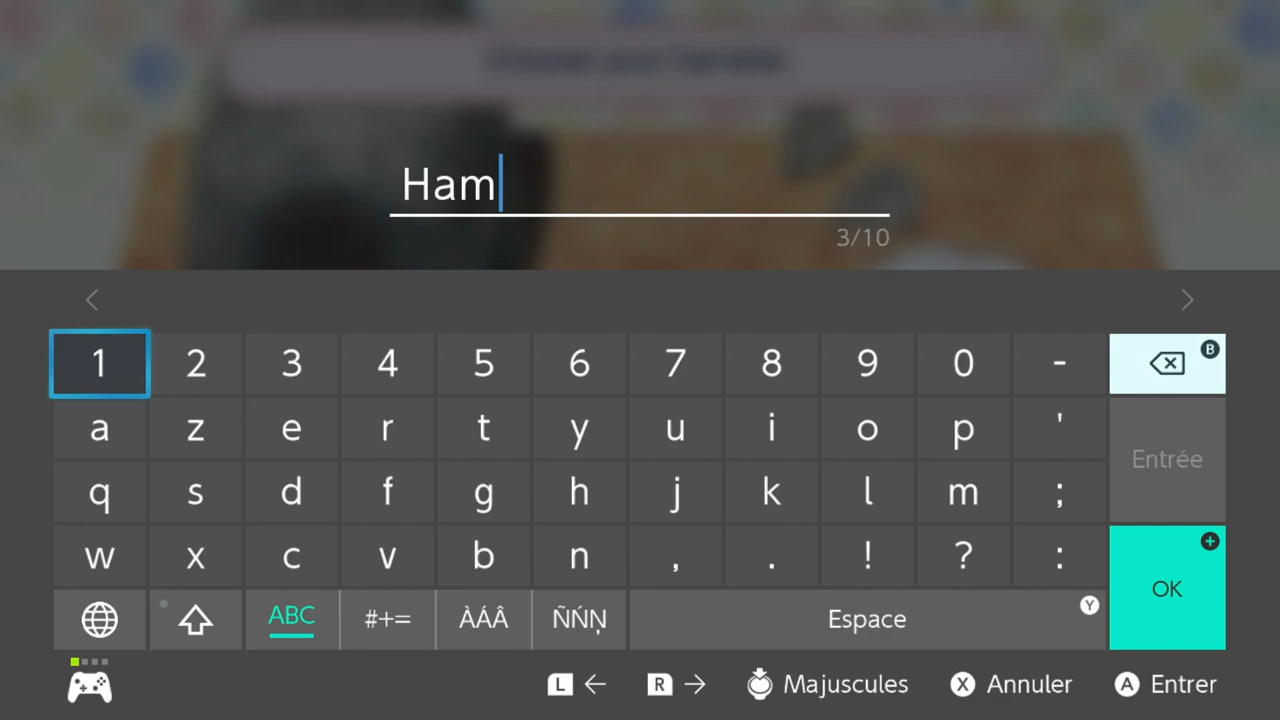 Ham
3/10
1 2 3 4 5 6 7 8 9 0 - B
a z e r t y u i o p '
Entrée
q s d f g h j k l m ;
w x c v b n , . ! ? :
OK
ABC #+= ÀÁÂ ÑŃŅ Espace Y
L ← R → Majuscules X Annuler A Entrer